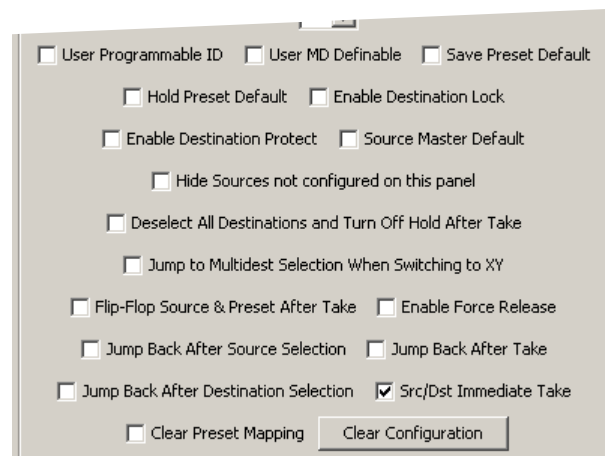 User Programmable ID User MD Definable Save Preset Default
Hold Preset Default Enable Destination Lock
Enable Destination Protect Source Master Default
Hide Sources not configured on this panel
Deselect All Destinations and Turn Off Hold After Take
Jump to Multidest Selection When Switching to XY
Flip-Flop Source & Preset After Take Enable Force Release
Jump Back After Source Selection Jump Back After Take
Jump Back After Destination Selection Src/Dst Immediate Take
Clear Preset Mapping Clear Configuration